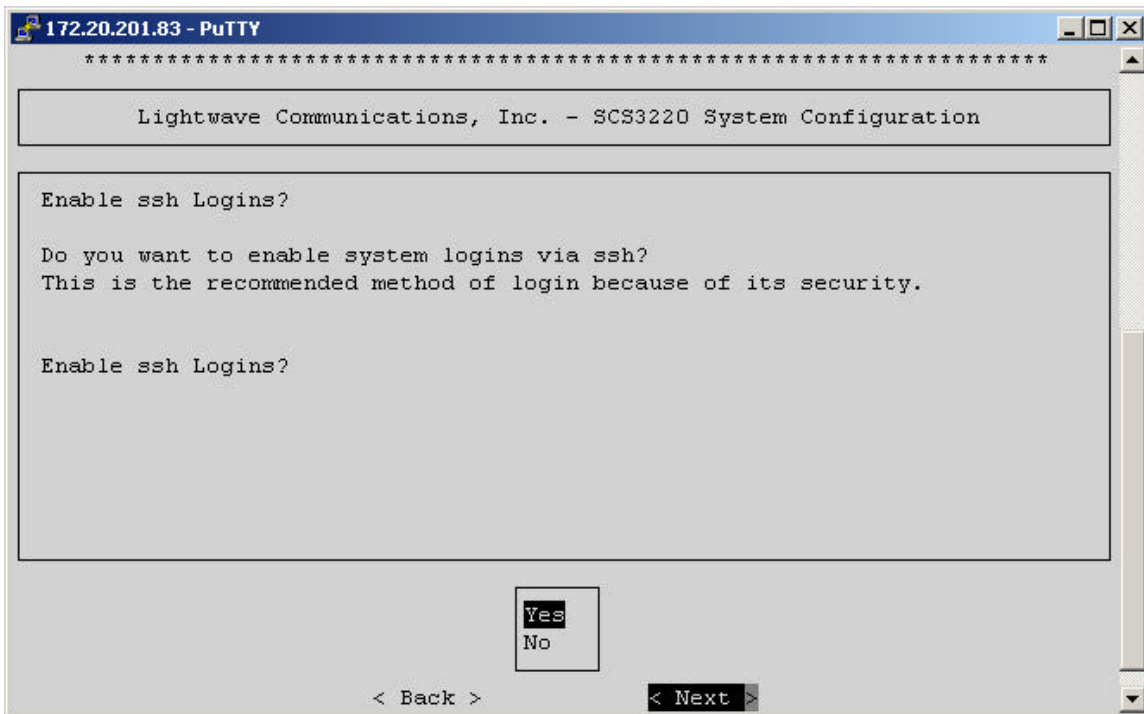 172.20.201.83 - PuTTY
**********************************************************************
Lightwave Communications, Inc. - SCS3220 System Configuration
Enable ssh Logins?
Do you want to enable system logins via ssh?
This is the recommended method of login because of its security.
Enable ssh Logins?
Yes
No
< Back > < Next >